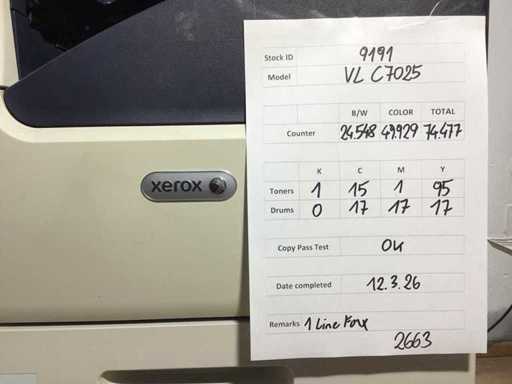 xerox
Stock ID 9191
Model VL C7025
B/W COLOR TOTAL
Counter 24.548 49.929 74.477
K C M Y
Toners 1 15 1 95
Drums 0 17 17 17
Copy Pass Test OK
Date completed 12.3.26
Remarks 1 Line Fax
2663